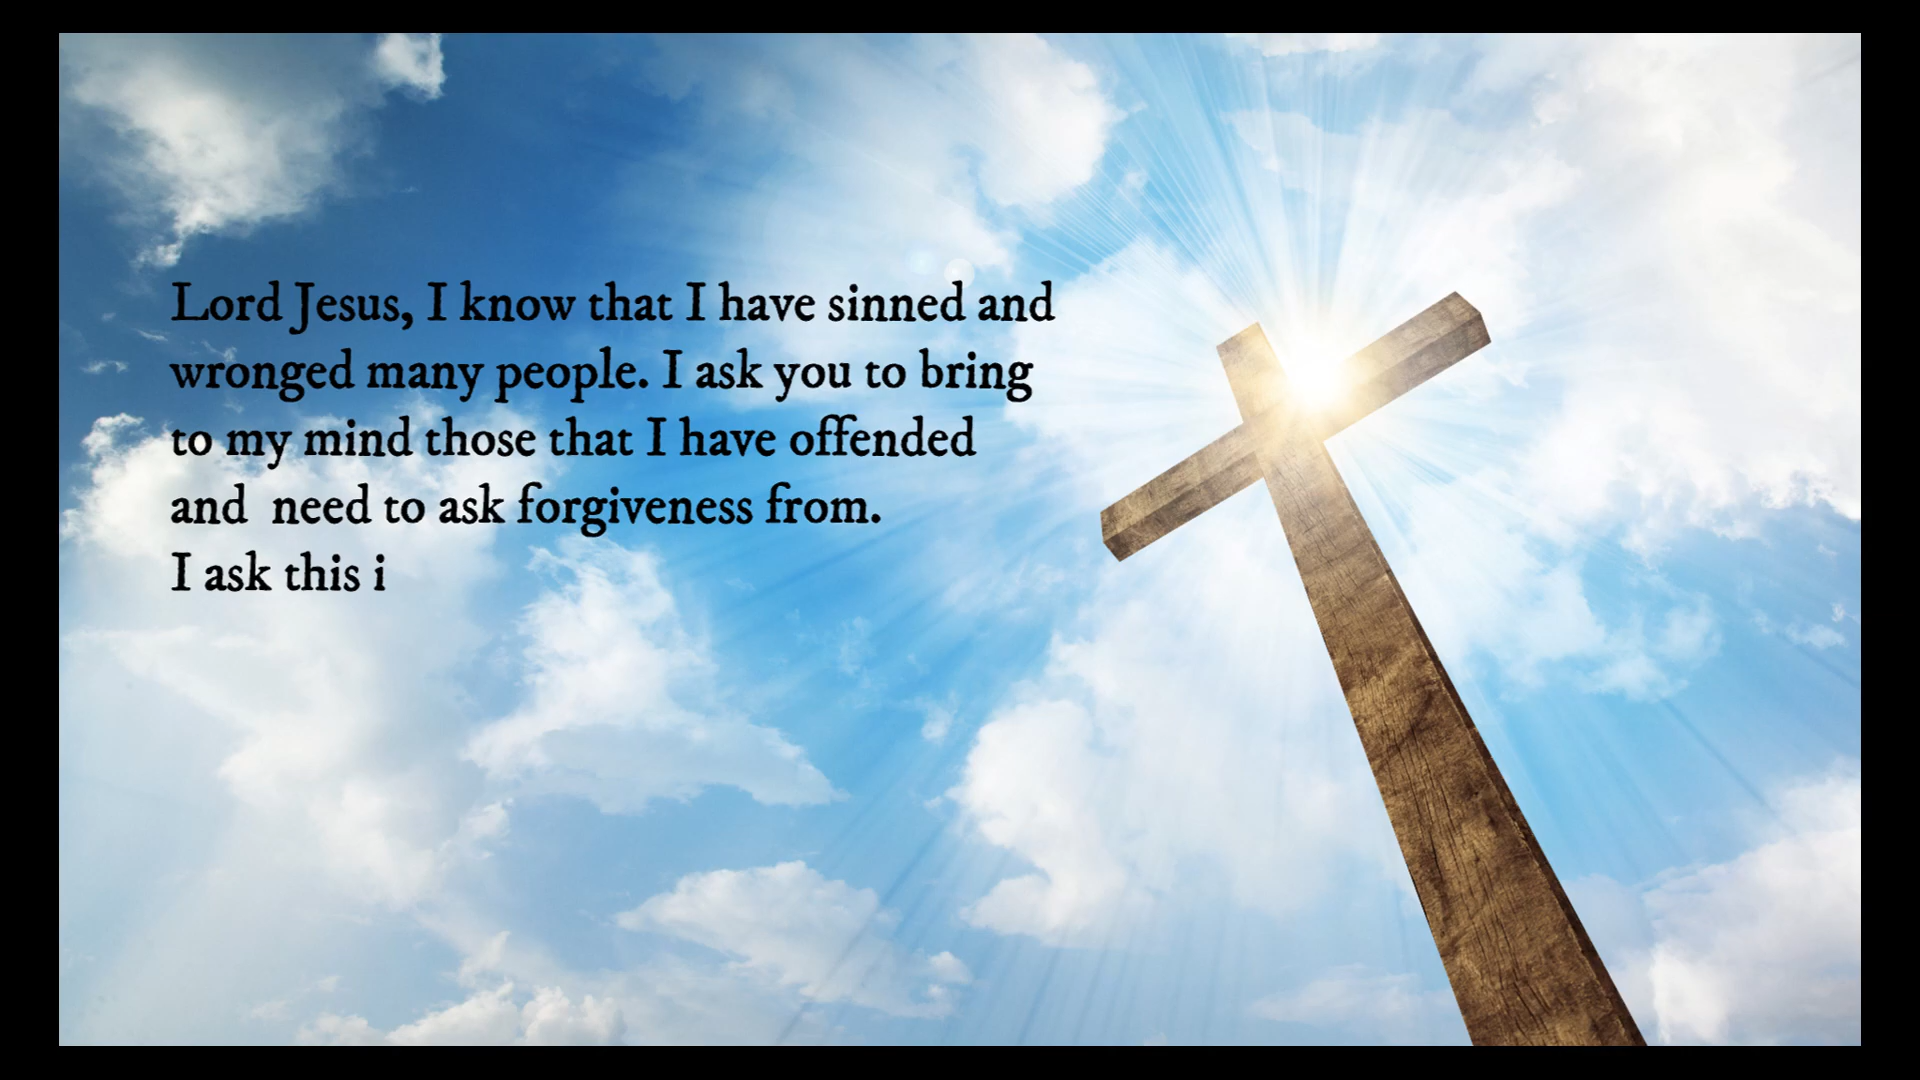 Lord Jesus, I know that I have sinned and
wronged many people. I ask you to bring
to my mind those that I have offended
and  need to ask forgiveness from.
I ask this i